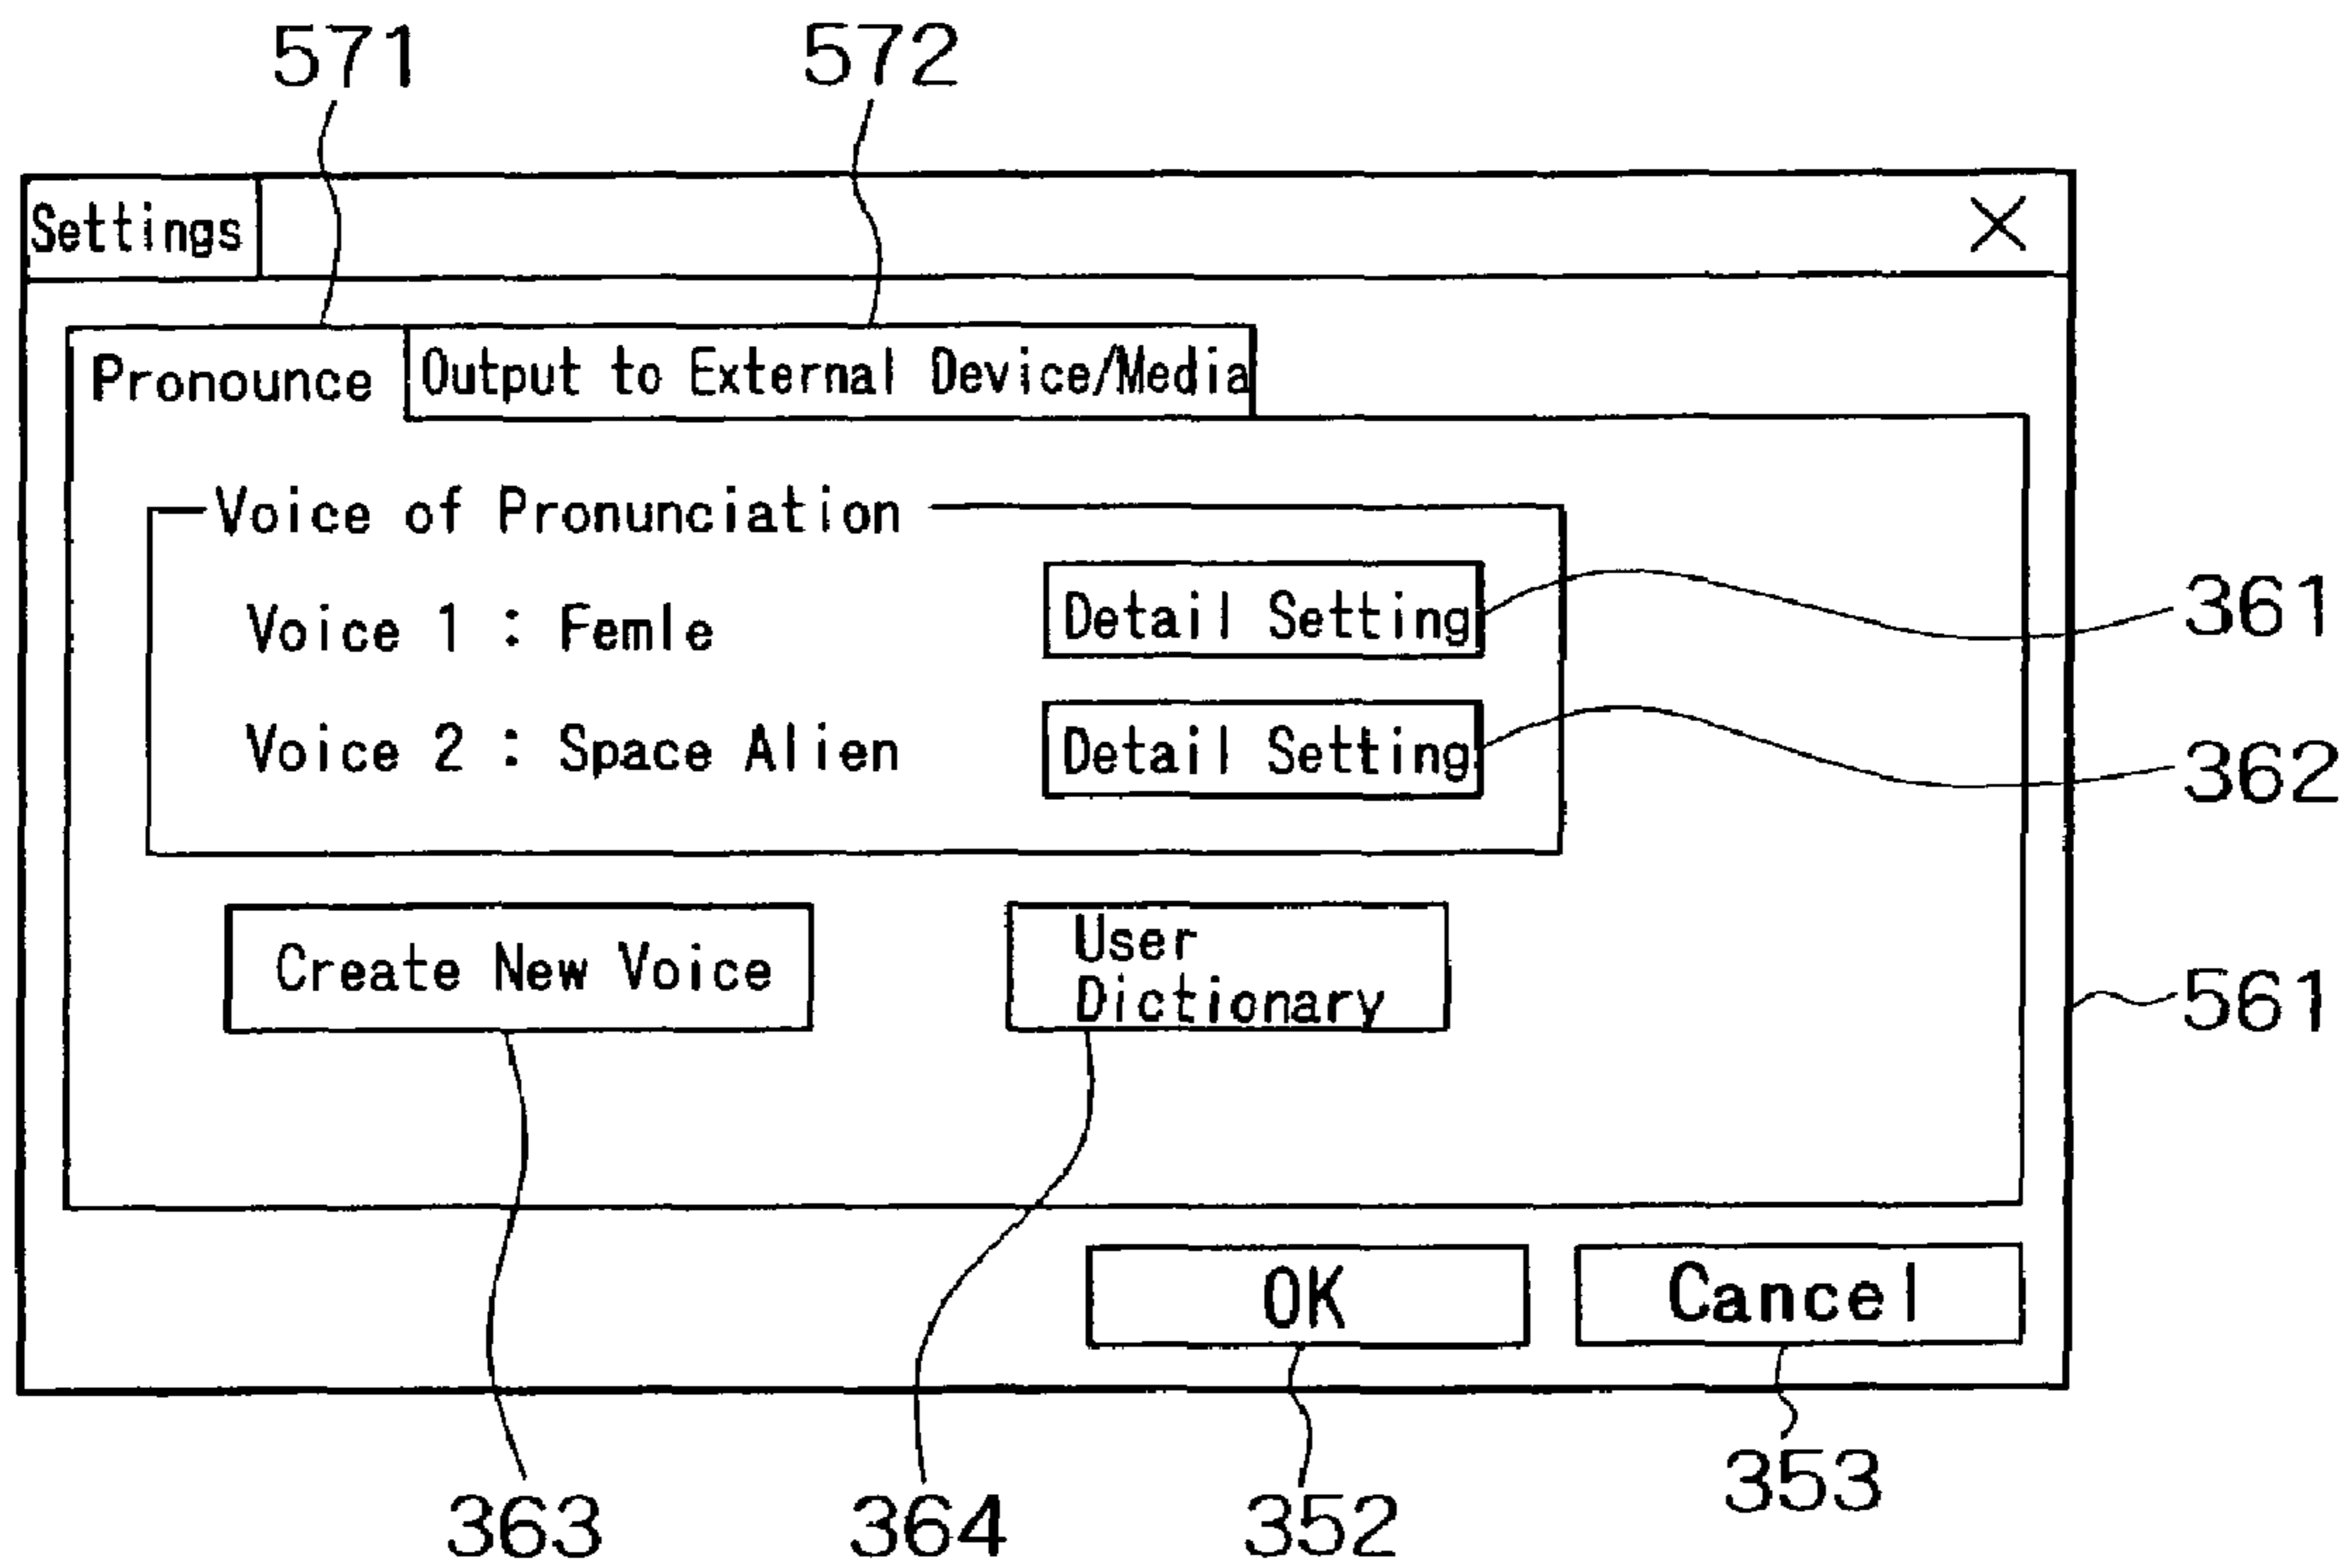 571 572
Settings ×
Pronounce Output to External Device/Media
Voice of Pronunciation
Voice 1 : Femle Detail Setting 361
Voice 2 : Space Alien Detail Setting 362
Create New Voice User
Dictionary 561
OK Cancel
363 364 352 353